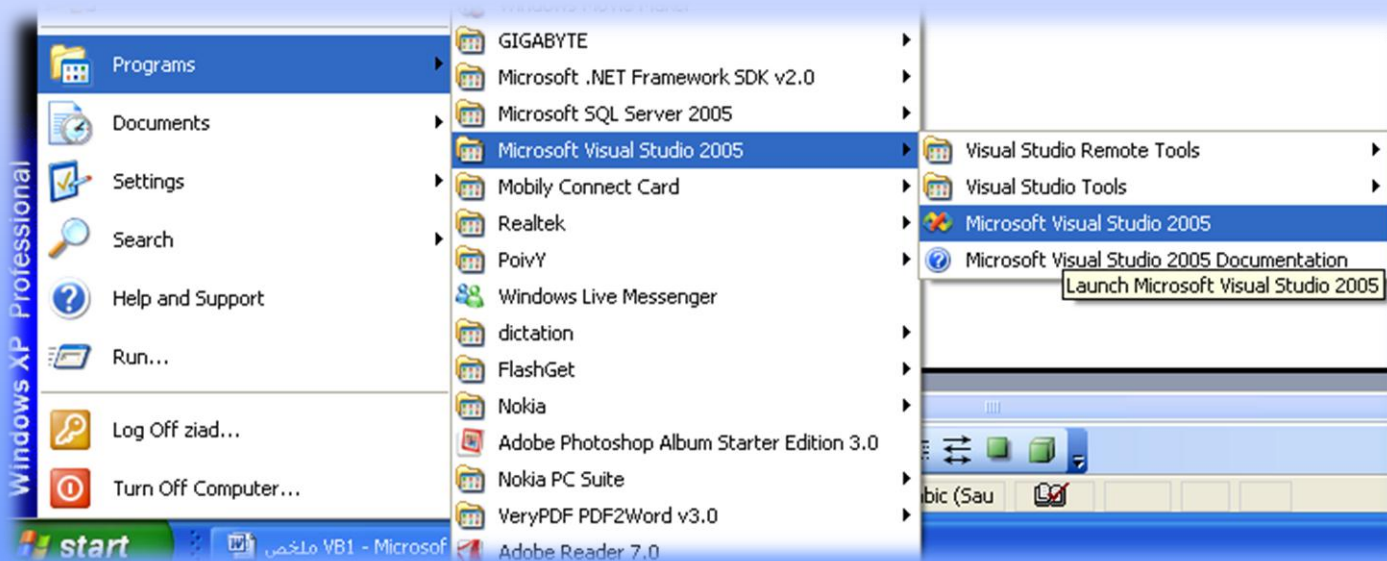 Windows XP Professional
Programs
Documents
Settings
Search
Help and Support
Run...
Log Off ziad...
Turn Off Computer...
Windows Movie Maker
GIGABYTE
Microsoft .NET Framework SDK v2.0
Microsoft SQL Server 2005
Microsoft Visual Studio 2005
Mobily Connect Card
Realtek
PoivY
Windows Live Messenger
dictation
FlashGet
Nokia
Adobe Photoshop Album Starter Edition 3.0
Nokia PC Suite
VeryPDF PDF2Word v3.0
Adobe Reader 7.0
Visual Studio Remote Tools
Visual Studio Tools
Microsoft Visual Studio 2005
Microsoft Visual Studio 2005 Documentation
Launch Microsoft Visual Studio 2005
bic (Sau
start
ملخص VB1 - Microsof